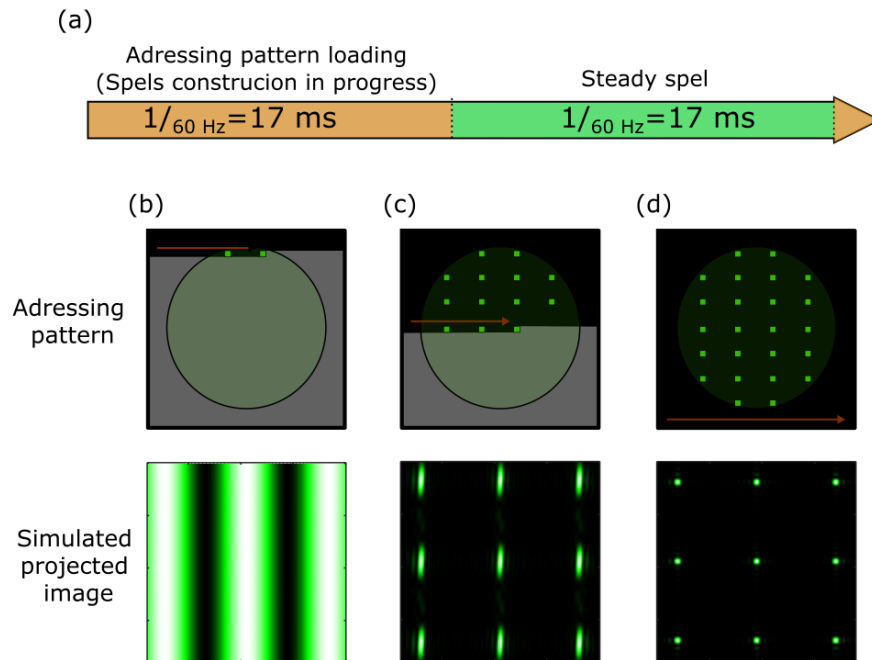 (a)
Adressing pattern loading
(Spels construcion in progress)
Steady spel
1/60 Hz=17 ms
1/60 Hz=17 ms
(b)
(c)
(d)
Adressing
pattern
Simulated
projected
image